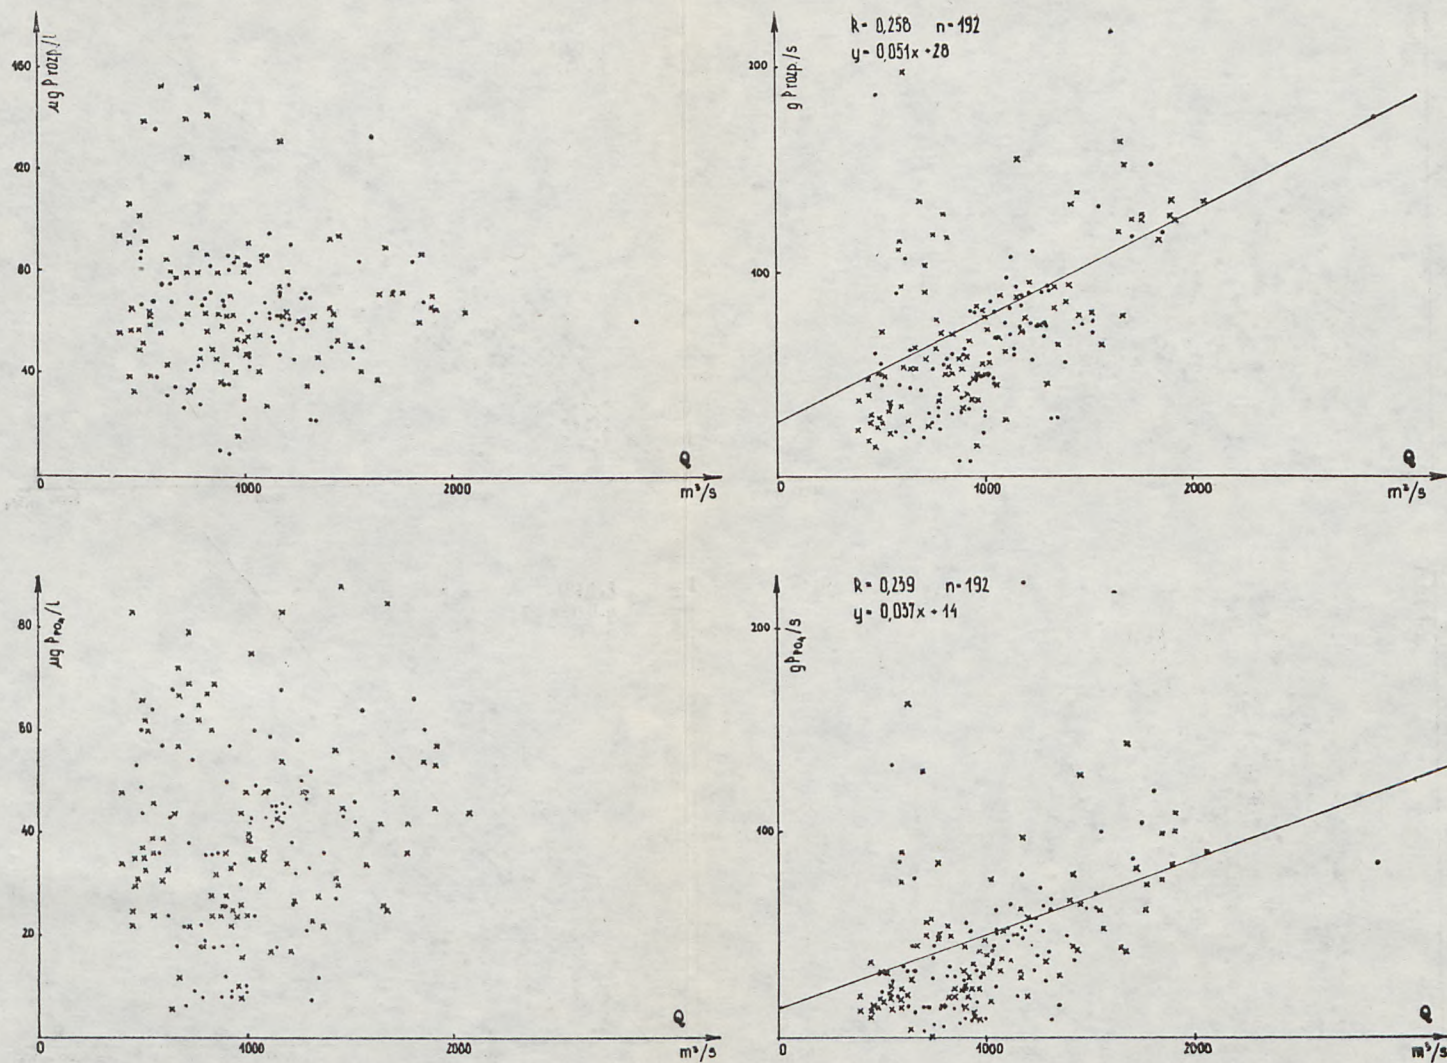 µg P rozp./l
160
120
80
40
0
1000
2000
Q
m³/s
R = 0,258 n = 192
y = 0,051x + 28
g P rozp./s
200
100
0
1000
2000
Q
m³/s
µg P PO₄/l
80
60
40
20
0
1000
2000
Q
m³/s
R = 0,239 n = 192
y = 0,037x + 14
g P PO₄/s
200
100
0
1000
2000
Q
m³/s